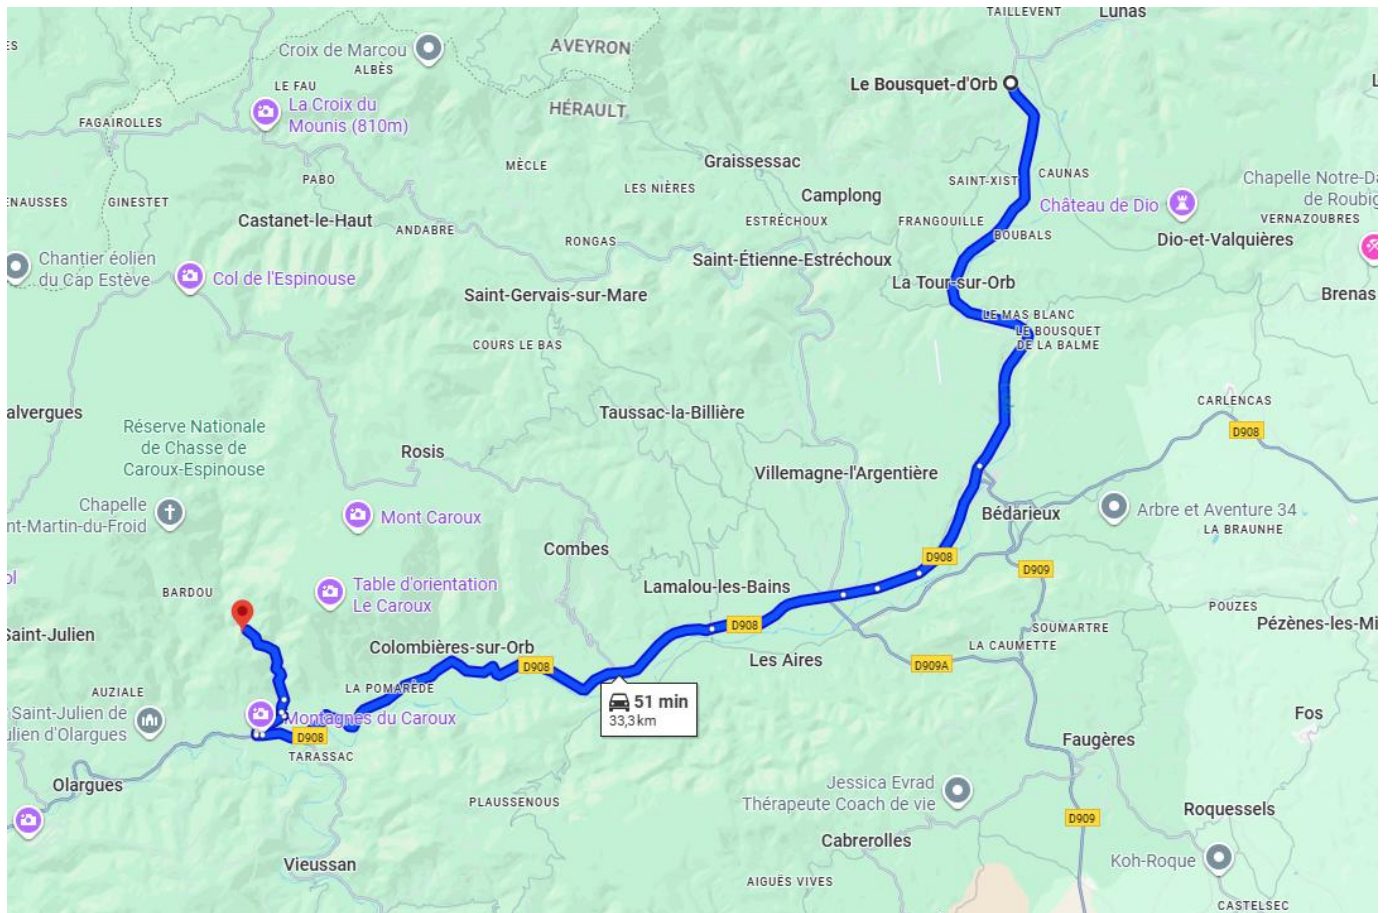 TAILLEVENT
Lunas
ES
Croix de Marcou
ALBÈS
AVEYRON
HÉRAULT
LE FAU
La Croix du
Mounis (810m)
FAGAIROLLES
Le Bousquet-d'Orb
MÈCLE
Graissessac
PABO
LES NIÈRES
Camplong
SAINT-XIST
CAUNAS
Chapelle Notre-Da
de Roubig
ENAUSSES
GINESTET
Castanet-le-Haut
ANDABRE
ESTRÉCHOUX
FRANGOUILLE
Château de Dio
VERNAZOUBRES
RONGAS
BOUBALS
Dio-et-Valquières
Chantier éolien
du Cap Estève
Col de l'Espinouse
Saint-Étienne-Estréchoux
La Tour-sur-Orb
Saint-Gervais-sur-Mare
Brenas
LE MAS BLANC
LE BOUSQUET
DE LA BALME
COURS LE BAS
alvergues
Taussac-la-Billière
CARLENCAS
D908
Réserve Nationale
de Chasse de
Caroux-Espinouse
Rosis
Villemagne-l'Argentière
Chapelle
nt-Martin-du-Froid
Mont Caroux
Bédarieux
Arbre et Aventure 34
LA BRAUNHE
Combes
D908
D909
ol
BARDOU
Table d'orientation
Le Caroux
Lamalou-les-Bains
POUZES
Saint-Julien
D908
SOUMARTRE
Pézènes-les-Mi
Colombières-sur-Orb
LA CAUMETTE
Les Aires
D908
D909A
AUZIALE
LA POMARÈDE
51 min
33,3 km
Saint-Julien de
ulien d'Olargues
Montagnes du Caroux
Fos
D908
TARASSAC
Faugères
Olargues
Jessica Evrad
Thérapeute Coach de vie
PLAUSSENOUS
Roquessels
D909
Cabrerolles
Vieussan
Koh-Roque
AIGUES VIVES
CASTELSEC